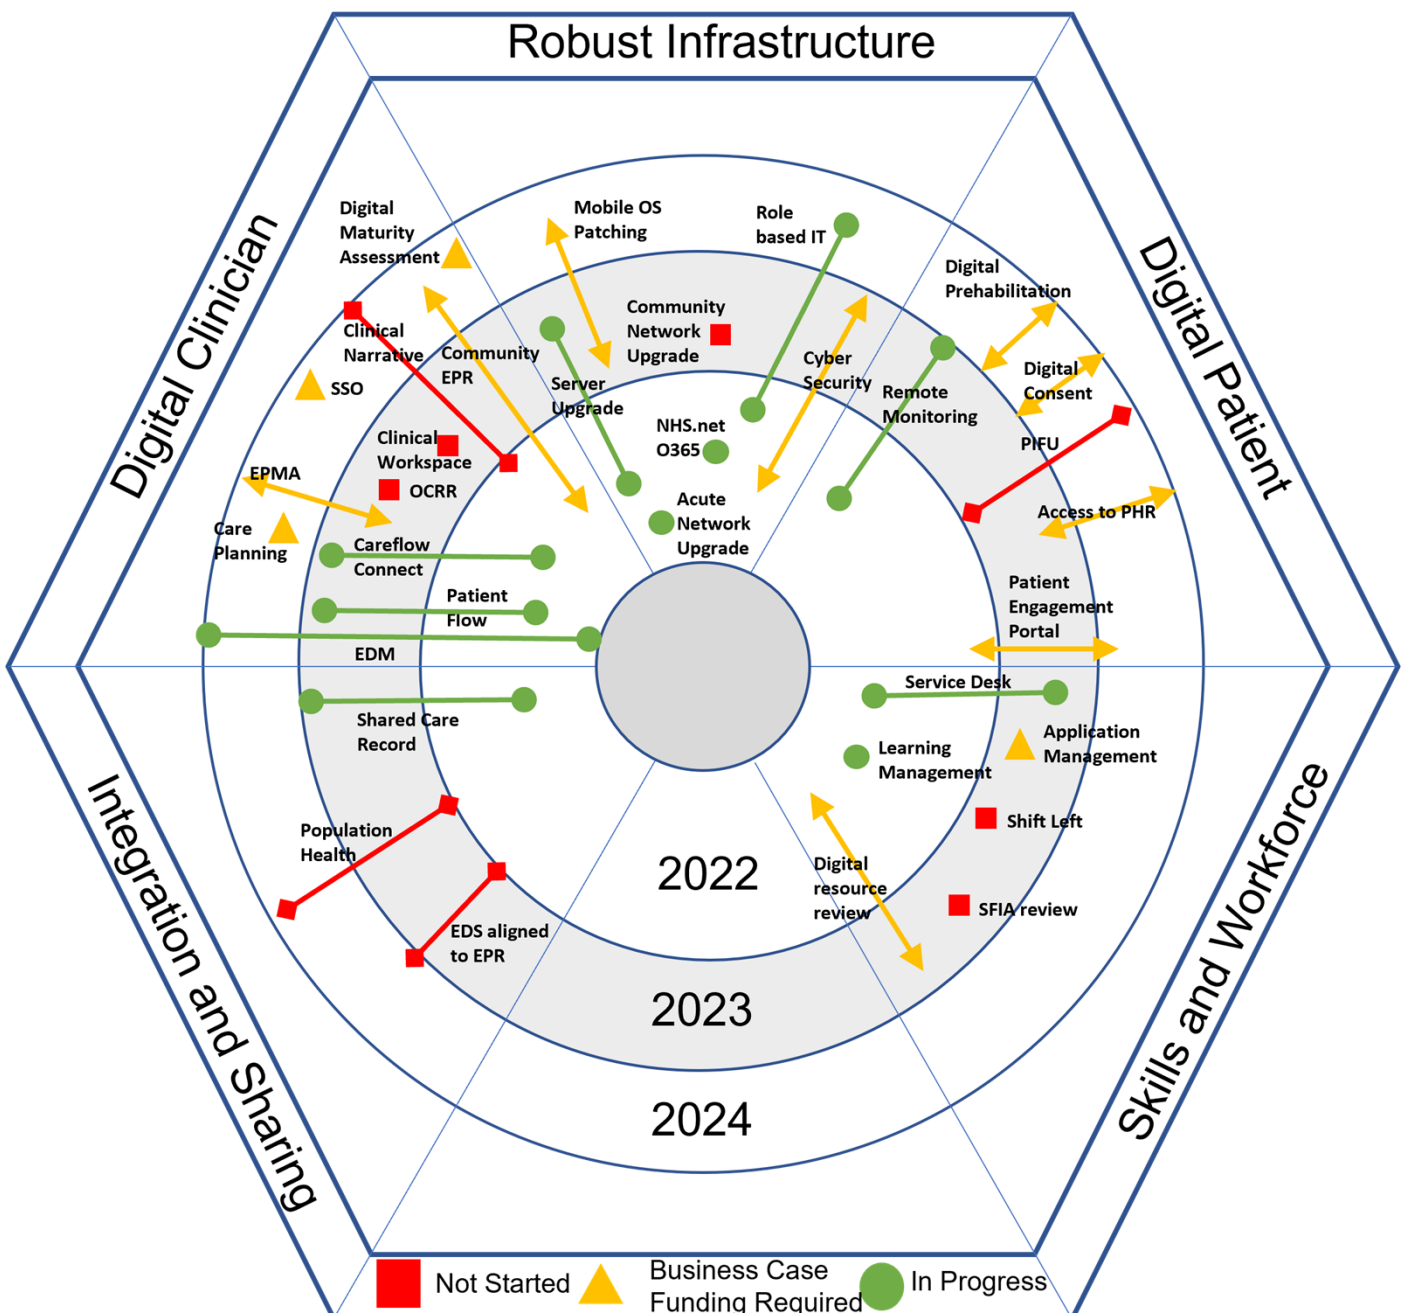 Robust Infrastructure
Digital Clinician
Digital Patient
Integration and Sharing
Skills and Workforce
Digital
Maturity
Assessment
Clinical
Narrative
SSO
Community
EPR
Clinical
Workspace
OCRR
EPMA
Care
Planning
Careflow
Connect
Patient
Flow
EDM
Mobile OS
Patching
Role
based IT
Community
Network
Upgrade
Server
Upgrade
Cyber
Security
NHS.net
O365
Acute
Network
Upgrade
Digital
Prehabilitation
Digital
Consent
Remote
Monitoring
PIFU
Access to PHR
Patient
Engagement
Portal
Service Desk
Application
Management
Learning
Management
Shift Left
Digital
resource
review
SFIA review
Shared Care
Record
Population
Health
EDS aligned
to EPR
2022
2023
2024
Not Started
Business Case
Funding Required
In Progress